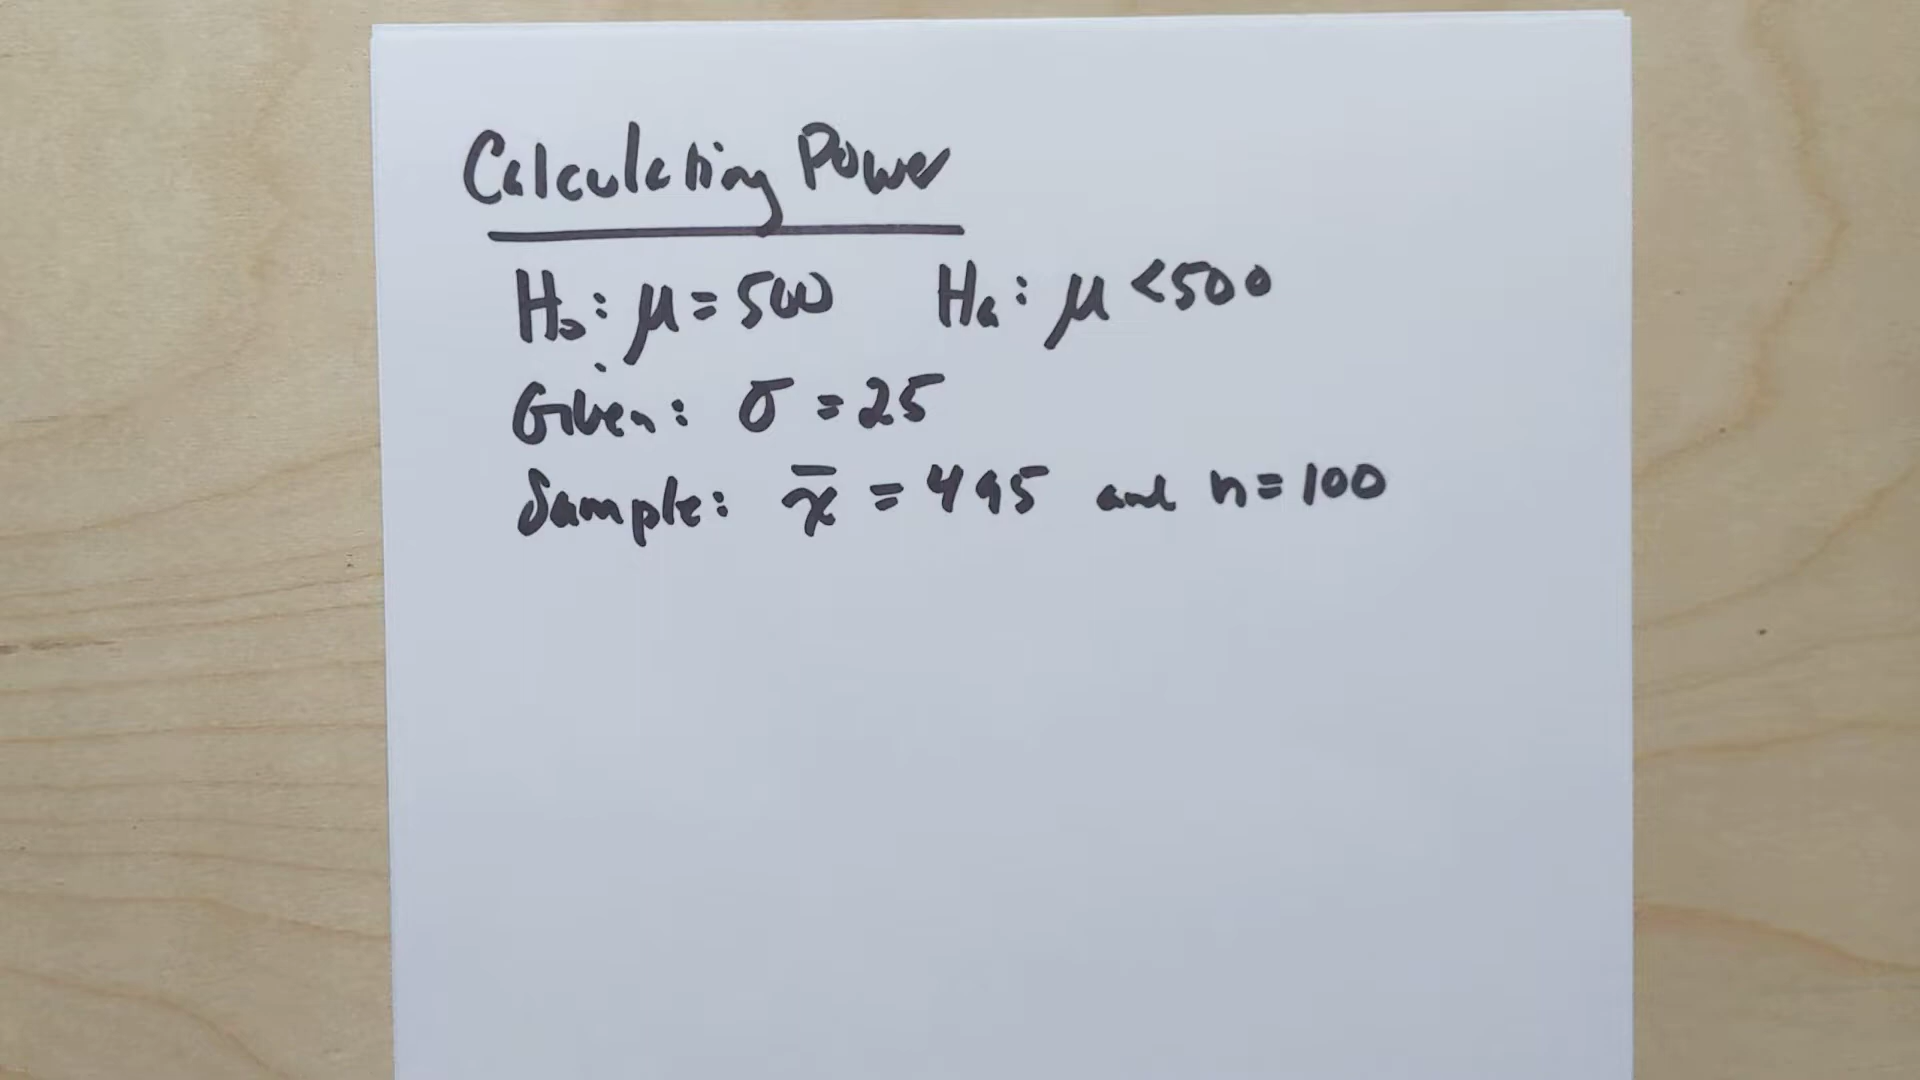 Calculating Power
H₀: μ = 500 Hₐ: μ < 500
Given: σ = 25
Sample: x̄ = 495 and n = 100